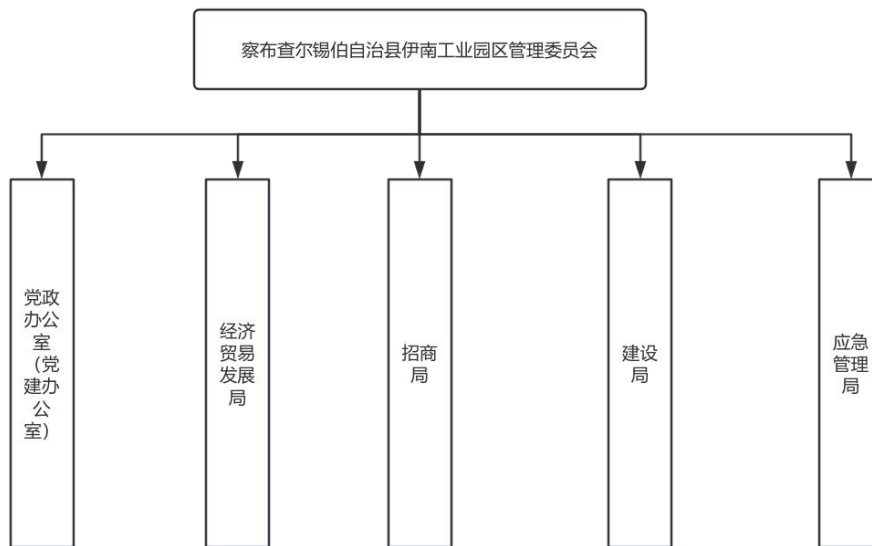 察布查尔锡伯自治县伊南工业园区管理委员会
党政
办公
室
（党
建办
公
室）
经济
贸易
发展
局
招商
局
建设
局
应急
管理
局